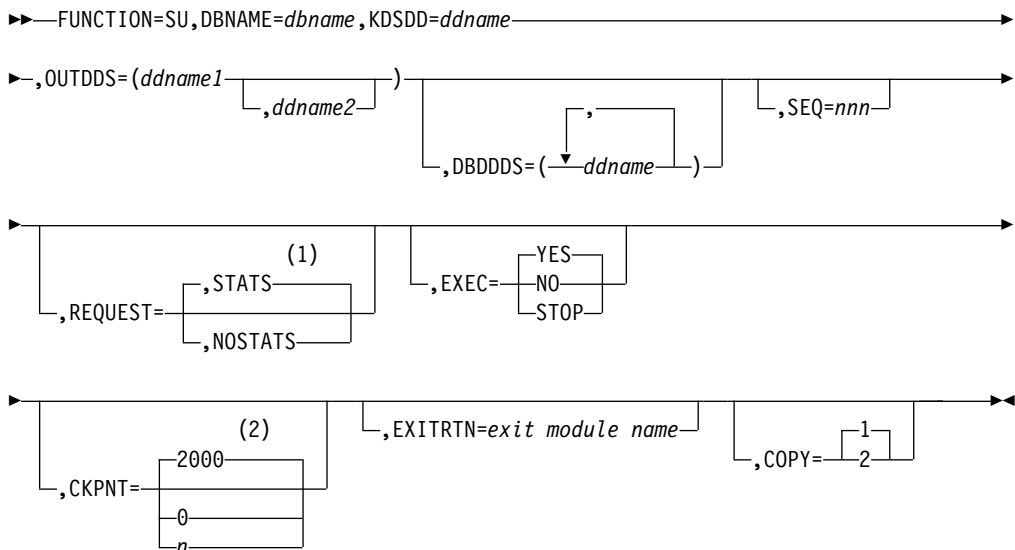 FUNCTION=SU,DBNAME=dbname,KDSDD=ddname
,OUTDDS=(ddname1 )
,ddname2
,DBDDDS=( ddname )
,
,SEQ=nnn
,REQUEST=
(1)
,STATS
,NOSTATS
,EXEC=
YES
NO
STOP
,CKPNT=
(2)
2000
0
n
,EXITRTN=exit module name
,COPY=
1
2